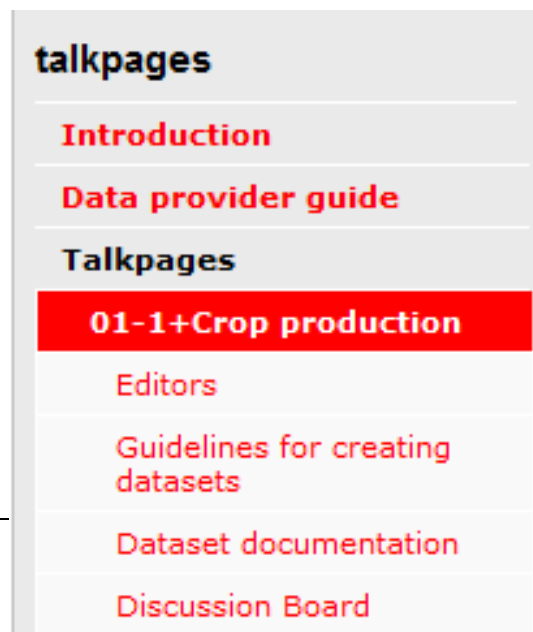 talkpages
Introduction
Data provider guide
Talkpages
01-1+Crop production
Editors
Guidelines for creating
datasets
Dataset documentation
Discussion Board